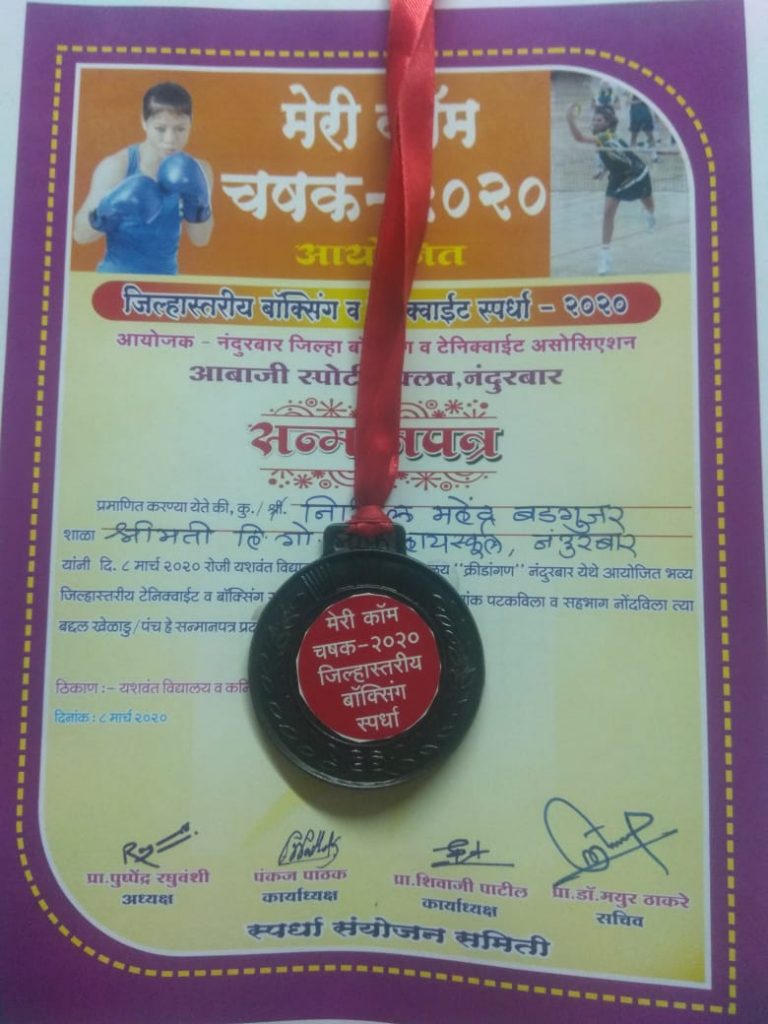 मेरी कॉम
चषक-२०२०
आयोजित
जिल्हास्तरीय बॉक्सिंग व क्वाईट स्पर्धा - २०२०
आयोजक - नंदुरबार जिल्हा व टेनिक्वाईट असोसिएशन
आबाजी स्पोर्ट क्लब, नंदुरबार
सन्मानपत्र
प्रमाणित करण्या येते की, कु./ श्री. महेंद्र बडगुजर
शाळा श्रीमती हि. गो. हायस्कूल, नंदुरबार
यांनी दि. ८ मार्च २०२० रोजी यशवंत "क्रीडांगण" नंदुरबार येथे आयोजित भव्य
जिल्हास्तरीय टेनिक्वाईट व बॉक्सिंग पटकविला व सहभाग नोंदविला त्या
बद्दल खेळाडु/पंच हे सन्मानपत्र
ठिकाण :- यशवंत विद्यालय व
दिनांक : ८ मार्च २०२०
मेरी कॉम
चषक-२०२०
जिल्हास्तरीय
बॉक्सिंग
स्पर्धा
प्रा.पुष्पेंद्र रघुवंशी
अध्यक्ष
पंकज पाठक
कार्याध्यक्ष
प्रा.शिवाजी पाटील
कार्याध्यक्ष
प्रा.डॉ.मयुर ठाकरे
सचिव
स्पर्धा संयोजन समिती